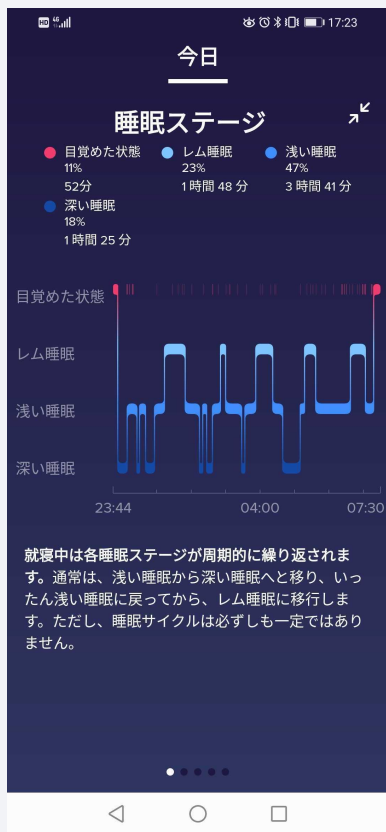 HD 4G 17:23
今日
睡眠ステージ
目覚めた状態
11%
52分
レム睡眠
23%
1 時間 48 分
浅い睡眠
47%
3 時間 41 分
深い睡眠
18%
1 時間 25 分
目覚めた状態
レム睡眠
浅い睡眠
深い睡眠
23:44 04:00 07:30
就寝中は各睡眠ステージが周期的に繰り返されま
す。通常は、浅い睡眠から深い睡眠へと移り、いっ
たん浅い睡眠に戻ってから、レム睡眠に移行しま
す。ただし、睡眠サイクルは必ずしも一定ではあり
ません。